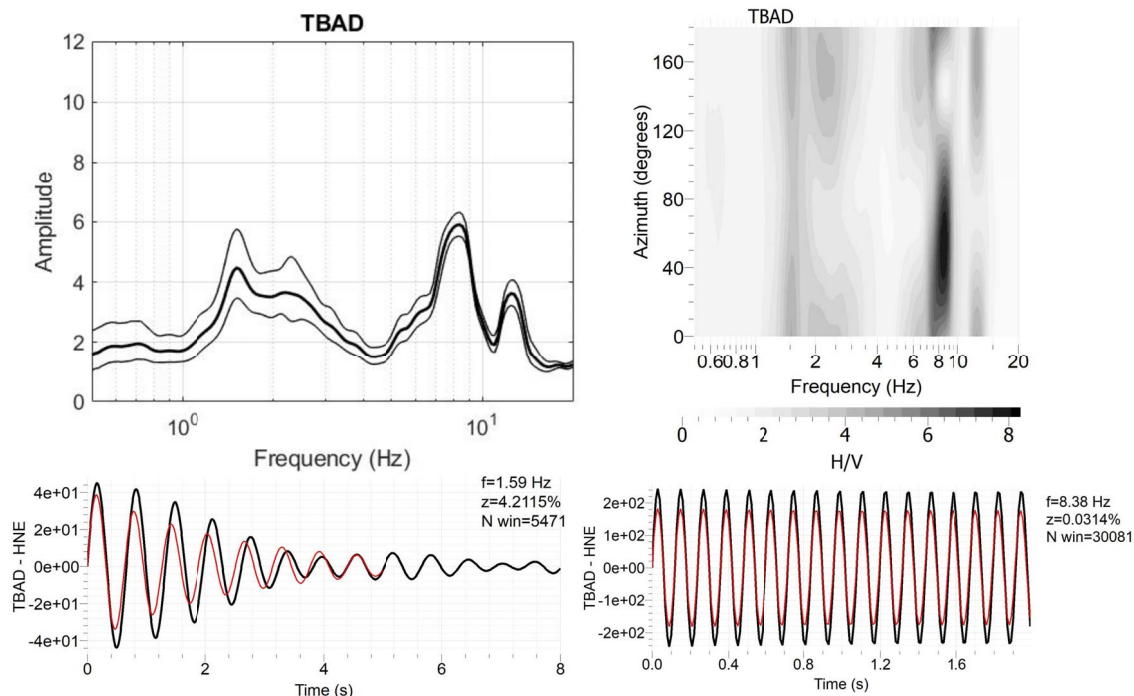 TBAD
12
10
8
6
4
2
0
Amplitude
10⁰
10¹
Frequency (Hz)
TBAD
160
120
80
40
0
Azimuth (degrees)
0.6 0.8 1 2 4 6 8 10 20
Frequency (Hz)
0 2 4 6 8
H/V
f=1.59 Hz
z=4.2115%
N win=5471
4e+01
2e+01
0e+00
-2e+01
-4e+01
TBAD - HNE
0 2 4 6 8
Time (s)
f=8.38 Hz
z=0.0314%
N win=30081
2e+02
1e+02
0e+00
-1e+02
-2e+02
TBAD - HNE
0.0 0.4 0.8 1.2 1.6
Time (s)